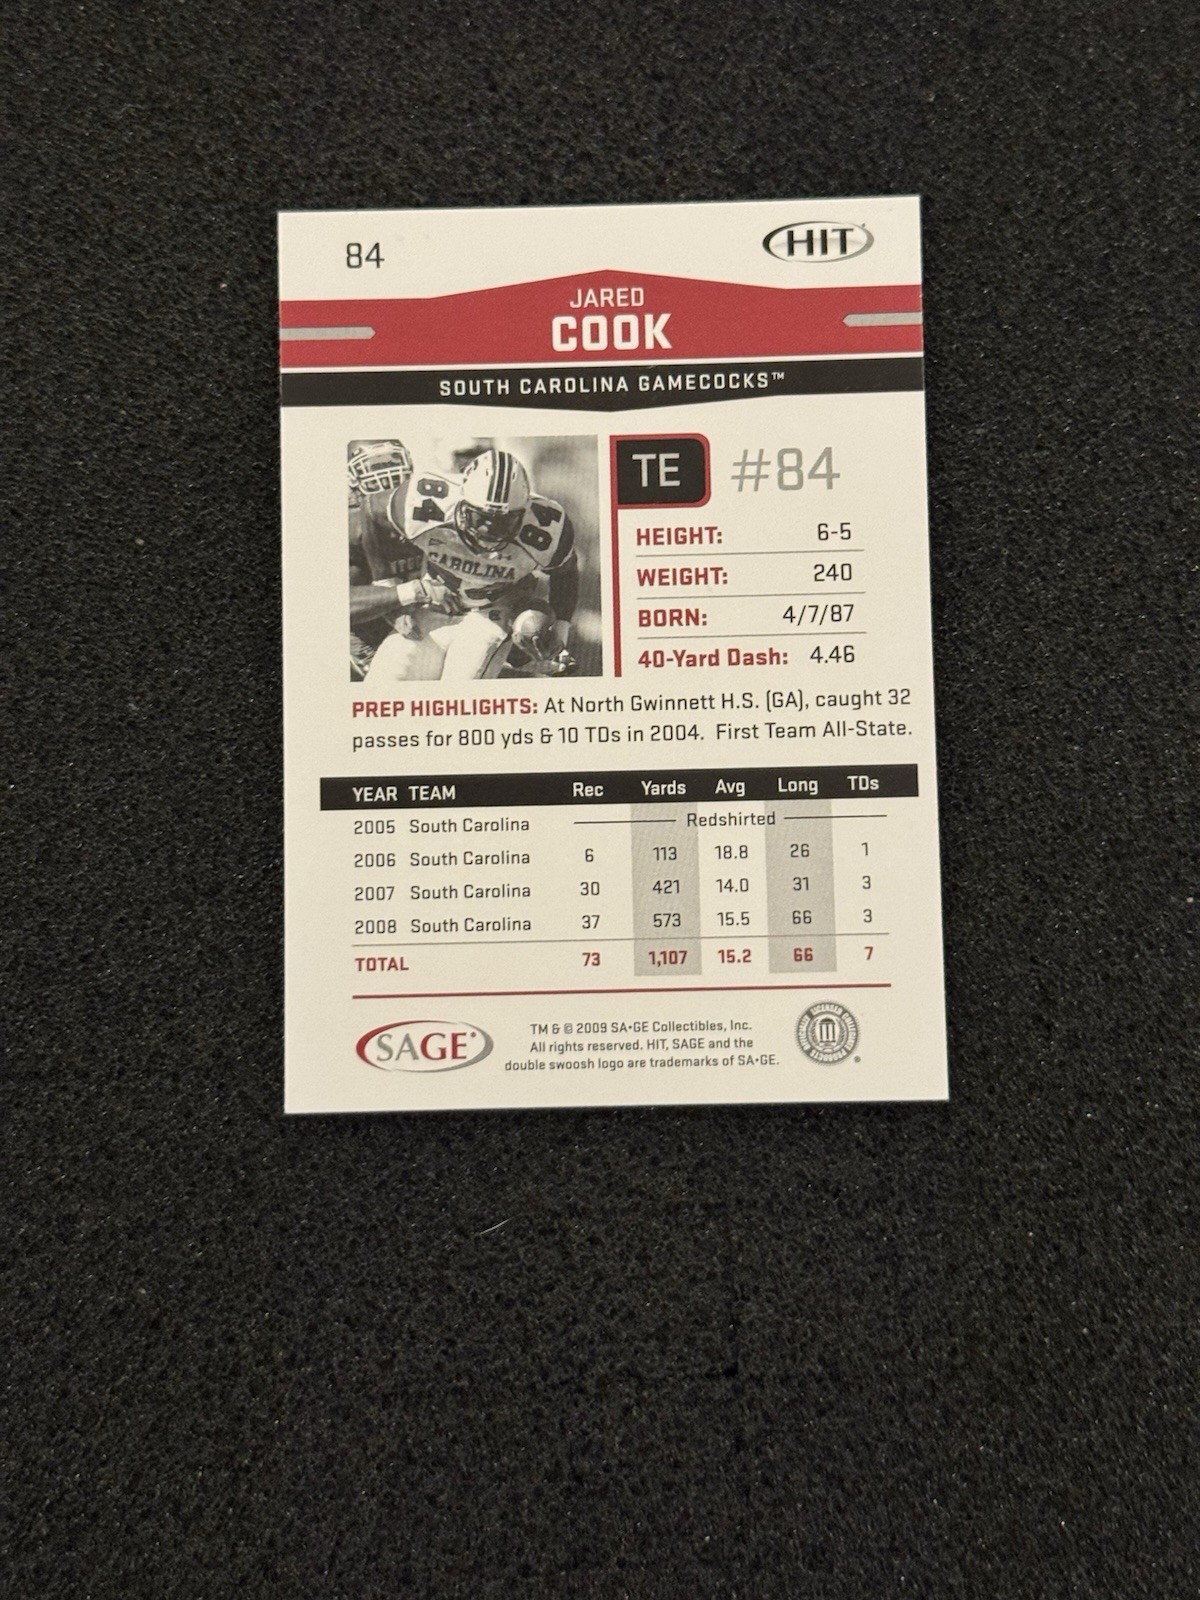 84
HIT
JARED
COOK
SOUTH CAROLINA GAMECOCKS™
84 84
CAROLINA
TE #84
HEIGHT: 6-5
WEIGHT: 240
BORN: 4/7/87
40-Yard Dash: 4.46
PREP HIGHLIGHTS: At North Gwinnett H.S. (GA), caught 32
passes for 800 yds & 10 TDs in 2004. First Team All-State.
YEAR TEAM Rec Yards Avg Long TDs
2005 South Carolina Redshirted
2006 South Carolina 6 113 18.8 26 1
2007 South Carolina 30 421 14.0 31 3
2008 South Carolina 37 573 15.5 66 3
TOTAL 73 1,107 15.2 66 7
SAGE®
TM & © 2009 SA•GE Collectibles, Inc.
All rights reserved. HIT, SAGE and the
double swoosh logo are trademarks of SA•GE.